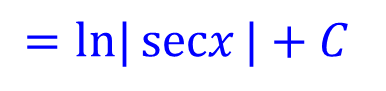 = ln| secx | + C